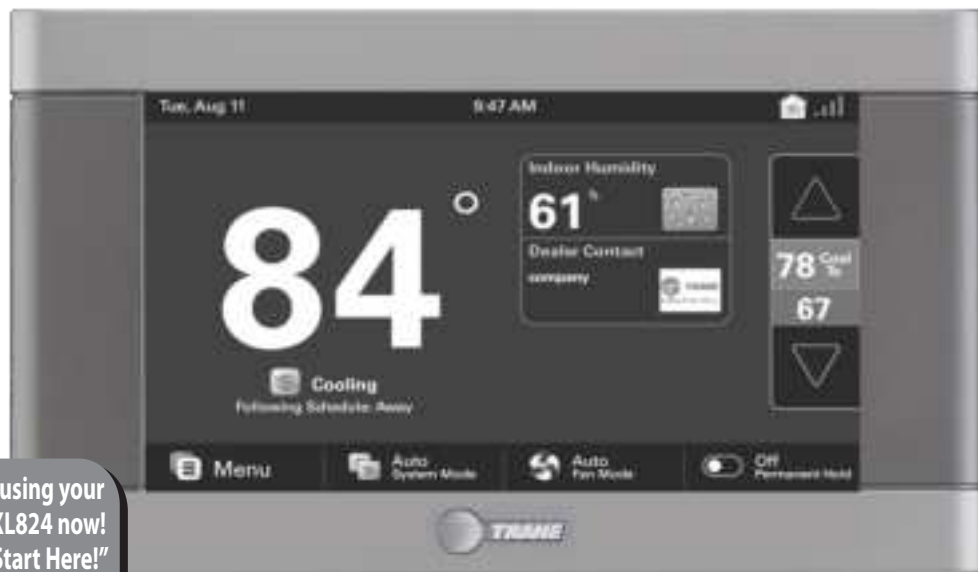 Tue, Aug 11
9:47 AM
84°
Cooling
Following Schedule: Away
Indoor Humidity
61%
Dealer Contact
company
TRANE
78 Cool To
67
Menu
Auto
System Mode
Auto
Fan Mode
Off
Permanent Hold
TRANE
using your
XL824 now!
Start Here!”